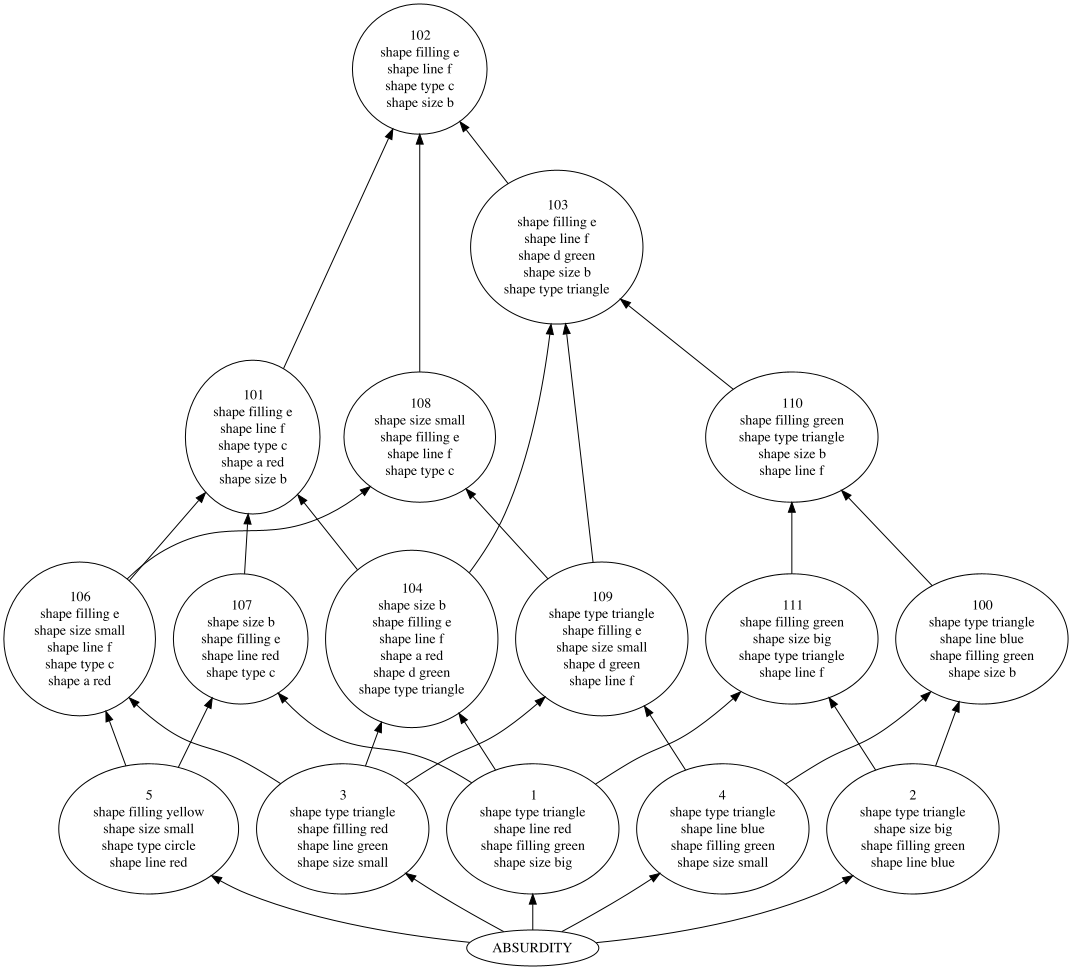 102
shape filling e
shape line f
shape type c
shape size b
103
shape filling e
shape line f
shape d green
shape size b
shape type triangle
101
shape filling e
shape line f
shape type c
shape a red
shape size b
108
shape size small
shape filling e
shape line f
shape type c
110
shape filling green
shape type triangle
shape size b
shape line f
106
shape filling e
shape size small
shape line f
shape type c
shape a red
107
shape size b
shape filling e
shape line red
shape type c
104
shape size b
shape filling e
shape line f
shape a red
shape d green
shape type triangle
109
shape type triangle
shape filling e
shape size small
shape d green
shape line f
111
shape filling green
shape size big
shape type triangle
shape line f
100
shape type triangle
shape line blue
shape filling green
shape size b
5
shape filling yellow
shape size small
shape type circle
shape line red
3
shape type triangle
shape filling red
shape line green
shape size small
1
shape type triangle
shape line red
shape filling green
shape size big
4
shape type triangle
shape line blue
shape filling green
shape size small
2
shape type triangle
shape size big
shape filling green
shape line blue
ABSURDITY